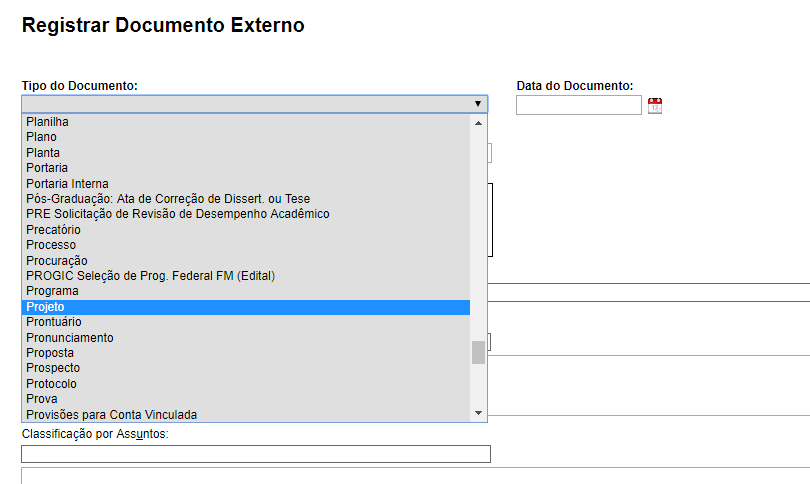 Registrar Documento Externo
Tipo do Documento:
Data do Documento:
Planilha
Plano
Planta
Portaria
Portaria Interna
Pós-Graduação: Ata de Correção de Dissert. ou Tese
PRE Solicitação de Revisão de Desempenho Acadêmico
Precatório
Processo
Procuração
PROGIC Seleção de Prog. Federal FM (Edital)
Programa
Projeto
Prontuário
Pronunciamento
Proposta
Prospecto
Protocolo
Prova
Provisões para Conta Vinculada
Classificação por Assuntos: